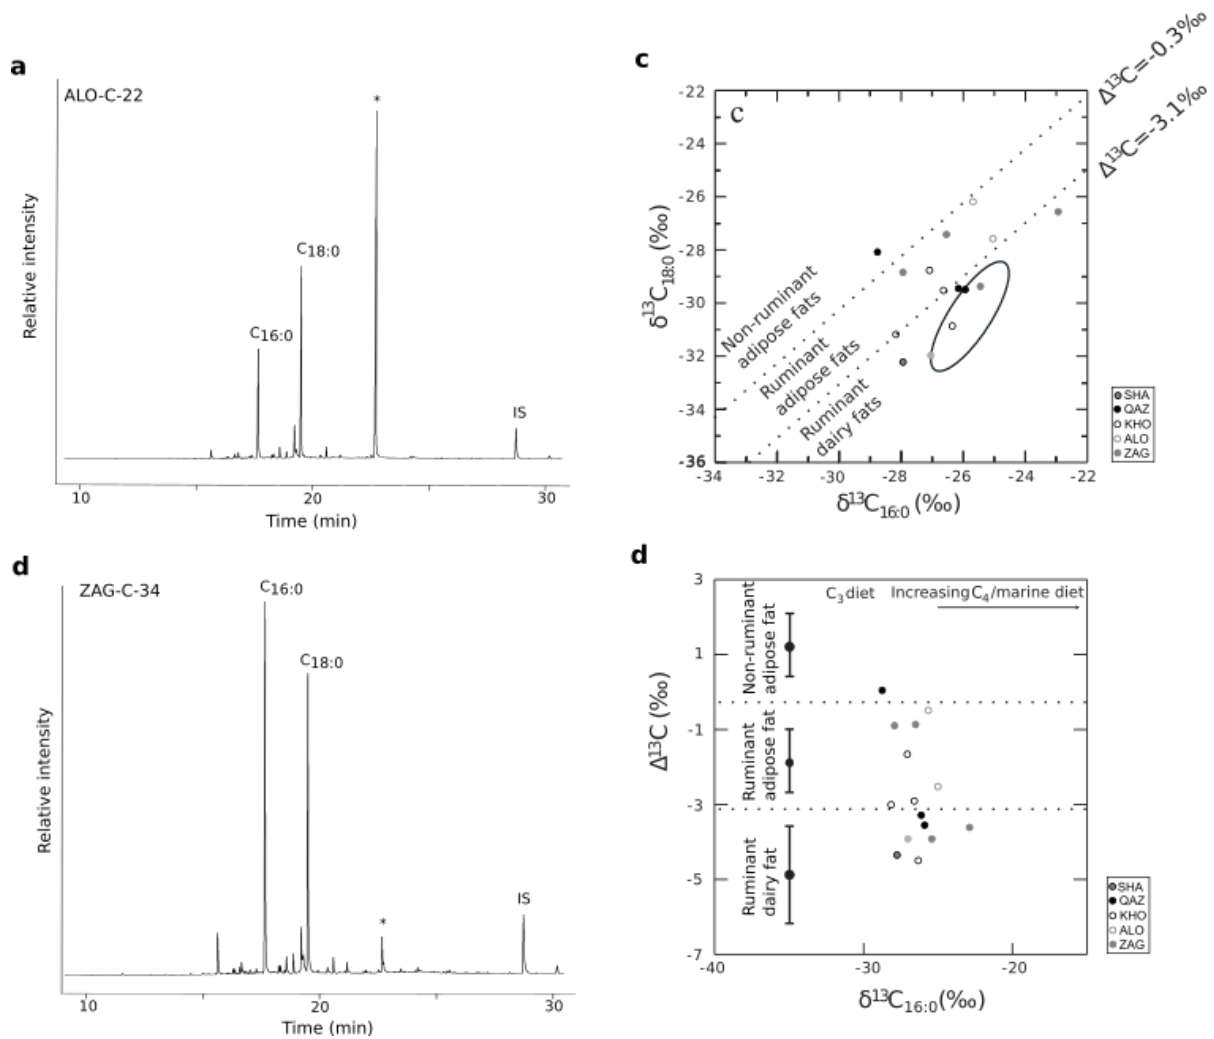 a
ALO-C-22
*
C18:0
C16:0
IS
Relative intensity
10
20
30
Time (min)
c
c
Δ13C=-0.3‰
Δ13C=-3.1‰
-22
-24
-26
-28
-30
-32
-34
-36
δ13C18:0 (‰)
Non-ruminant
adipose fats
Ruminant
adipose fats
Ruminant
dairy fats
SHA
QAZ
KHO
ALO
ZAG
-34
-32
-30
-28
-26
-24
-22
δ13C16:0 (‰)
d
ZAG-C-34
C16:0
C18:0
*
IS
Relative intensity
10
20
30
Time (min)
d
3
1
-1
-3
-5
-7
Δ13C (‰)
C3 diet
Increasing C4/marine diet
Non-ruminant
adipose fat
Ruminant
adipose fat
Ruminant
dairy fat
SHA
QAZ
KHO
ALO
ZAG
-40
-30
-20
δ13C16:0(‰)